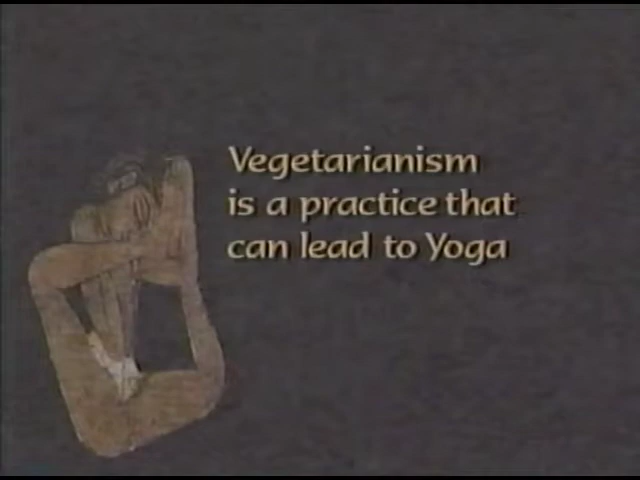 Vegetarianism
is a practice that
can lead to Yoga